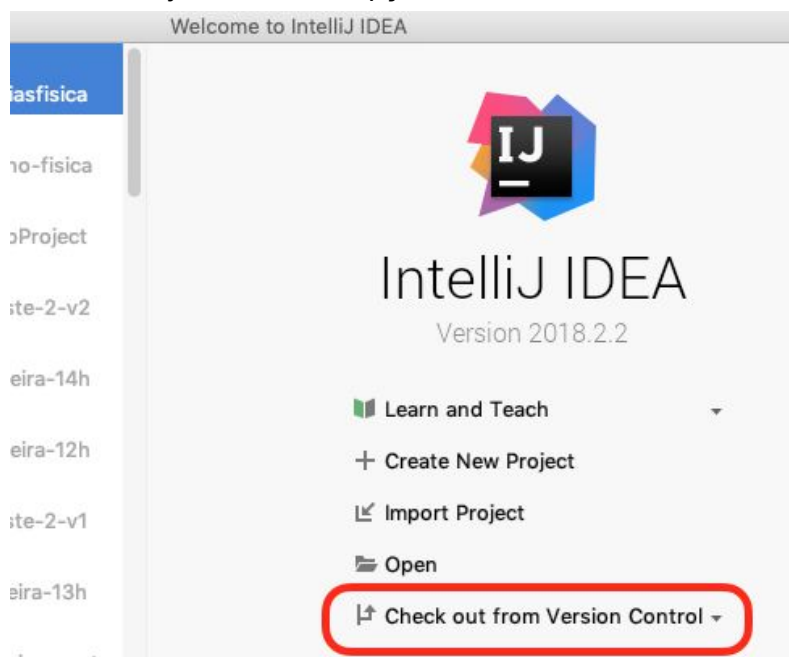 Welcome to IntelliJ IDEA
iasfisica
no-fisica
oProject
ste-2-v2
eira-14h
eira-12h
ste-2-v1
eira-13h
IJ
IntelliJ IDEA
Version 2018.2.2
Learn and Teach
Create New Project
Import Project
Open
Check out from Version Control